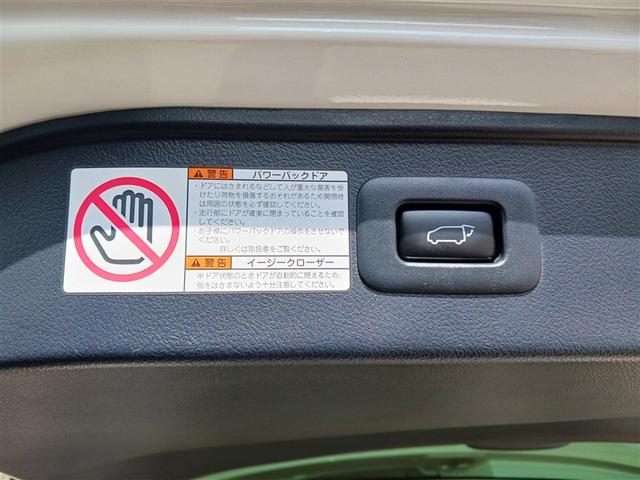 警告 パワーバックドア
・ドアにはさまれるなどして人が重大な傷害を受
けたり荷物を損傷するおそれがあるため開閉時
は周囲の状態を必ず確認してください。
・走行前にドアが確実に閉まっていることを確認
してください。
・お子様にパワーバックドアの操作をさせないで
ください。
詳しくは取扱書をご覧ください。
警告 イージークローザー
半ドア状態のときドアが自動的に閉まるため、
指をはさまないよう十分注意してください。